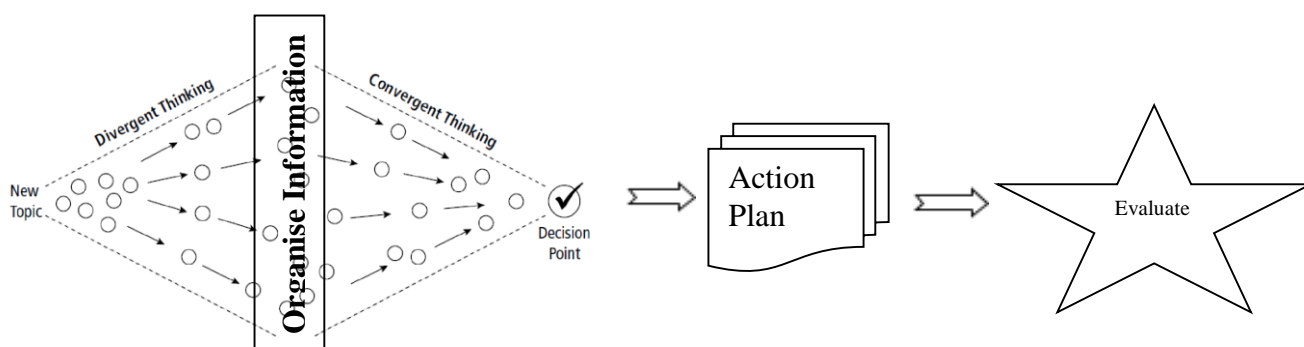 New
Topic
Divergent Thinking
Organise Information
Convergent Thinking
Decision
Point
Action
Plan
Evaluate